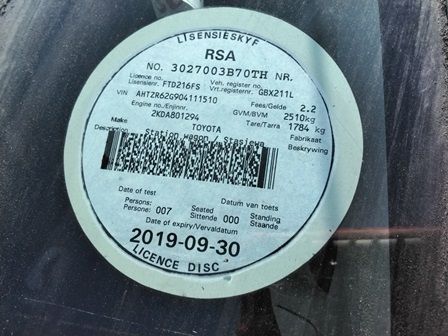 LISENSIESKYF
RSA
NO. 3027003B70TH NR.
Licence no./ Lisensienr. FTD216FS Veh. register no./ Vrt.registernr. GBX211L
VIN AHTZR62G904111510 Fees/Gelde 2.2
Engine no./Enjinnr. GVM/BVM 2510kg
2KDA801294 Tare/Tarra 1784 kg
Make TOYOTA Fabrikaat
Description Station wagon / Stasiewa Beskrywing
Date of test Datum van toets
Persons: Seated Standing
Persone: 007 Sittende 000 Staande
Date of expiry/Vervaldatum
2019-09-30
LICENCE DISC